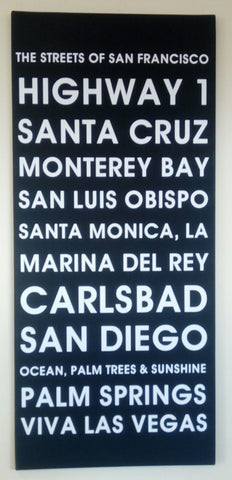 THE STREETS OF SAN FRANCISCO
HIGHWAY 1
SANTA CRUZ
MONTEREY BAY
SAN LUIS OBISPO
SANTA MONICA, LA
MARINA DEL REY
CARLSBAD
SAN DIEGO
OCEAN, PALM TREES & SUNSHINE
PALM SPRINGS
VIVA LAS VEGAS